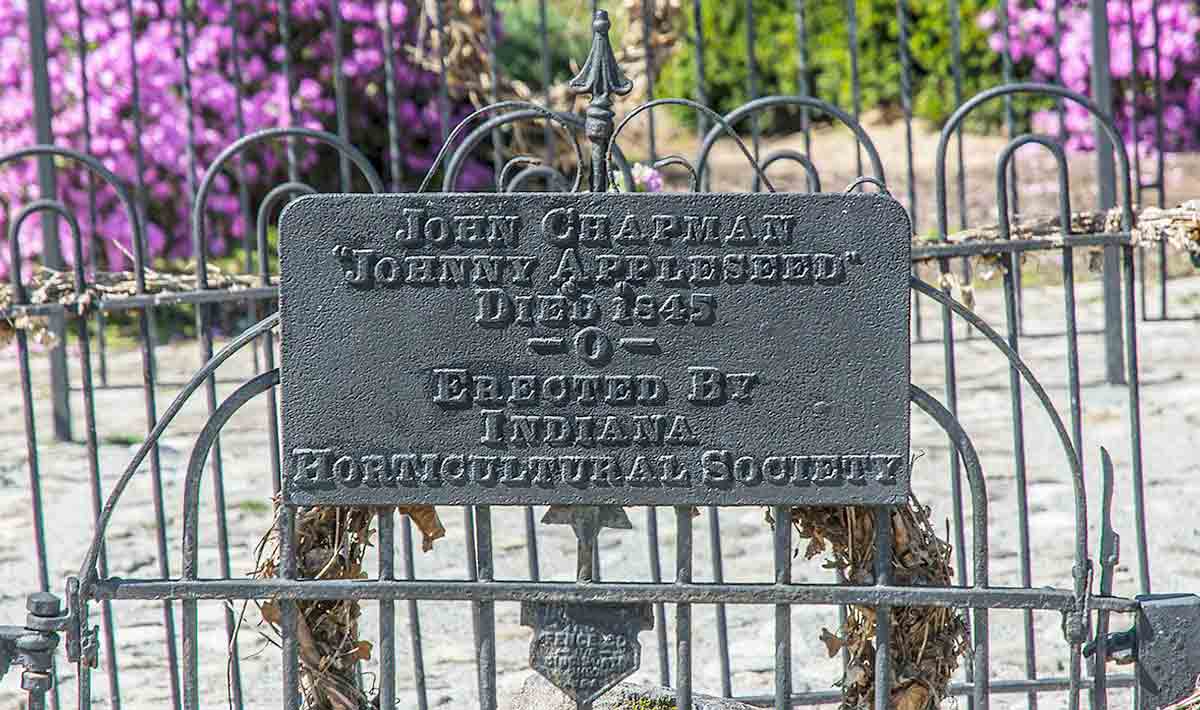 John Chapman
"Johnny Appleseed"
Died 1845
—O—
Erected By
Indiana
Horticultural Society